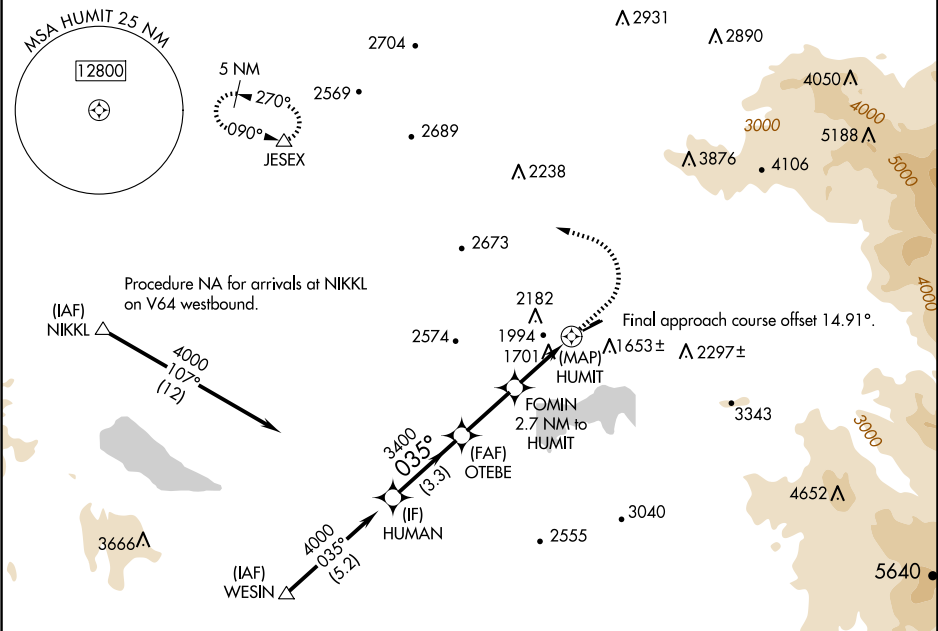 MSA HUMIT 25 NM
12800
5 NM
270°
090°
JESEX
2704
2569
2689
2931
2890
4050
4000
3000
5188
3876
4106
5000
2238
2673
4000
Procedure NA for arrivals at NIKKL
on V64 westbound.
(IAF)
NIKKL
4000
107°
(12)
2182
1994
1701
2574
(MAP)
HUMIT
Final approach course offset 14.91°.
1653±
2297±
FOMIN
2.7 NM to
HUMIT
3343
3000
3400
035°
(3.3)
(FAF)
OTEBE
(IF)
HUMAN
4652
3040
2555
3666
4000
035°
(5.2)
(IAF)
WESIN
5640